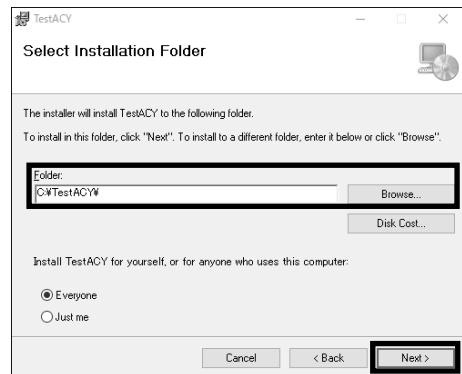 TestACY
Select Installation Folder
The installer will install TestACY to the following folder.
To install in this folder, click "Next". To install to a different folder, enter it below or click "Browse".
Folder:
C:¥TestACY¥
Browse...
Disk Cost...
Install TestACY for yourself, or for anyone who uses this computer:
Everyone
Just me
Cancel
< Back
Next >